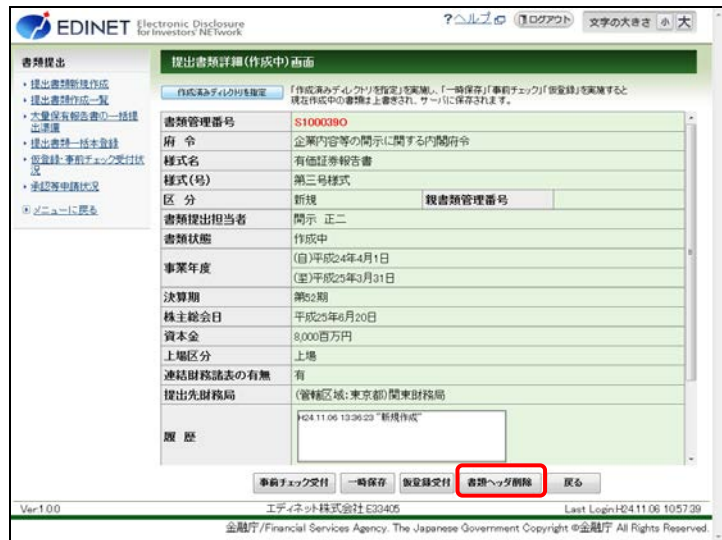 EDINET Electronic Disclosure for Investors' NETwork
?ヘルプ ログアウト 文字の大きさ 小 大
書類提出
提出書類詳細(作成中)画面
・提出書類新規作成
・提出書類作成一覧
・大量保有報告書の一括提出準備
・提出書類一括本登録
・仮登録・事前チェック受付状況
・承認等申請状況
メニューに戻る
作成済みディレクトリを指定
「作成済みディレクトリを指定」を実施し、「一時保存」「事前チェック」「仮登録」を実施すると
現在作成中の書類は上書きされ、サーバに保存されます。
書類管理番号 S100039O
府 令 企業内容等の開示に関する内閣府令
様式名 有価証券報告書
様式(号) 第三号様式
区 分 新規 親書類管理番号
書類提出担当者 開示 正二
書類状態 作成中
事業年度 (自)平成24年4月1日
(至)平成25年3月31日
決算期 第52期
株主総会日 平成25年6月20日
資本金 8,000百万円
上場区分 上場
連結財務諸表の有無 有
提出先財務局 (管轄区域:東京都)関東財務局
履 歴 H24.11.06 13:36:23 "新規作成"
事前チェック受付 一時保存 仮登録受付 書類ヘッダ削除 戻る
Ver1.0.0 エディネット株式会社 E33405 Last Login:H24.11.06 10:57:39
金融庁/Financial Services Agency. The Japanese Government Copyright ©金融庁 All Rights Reserved.